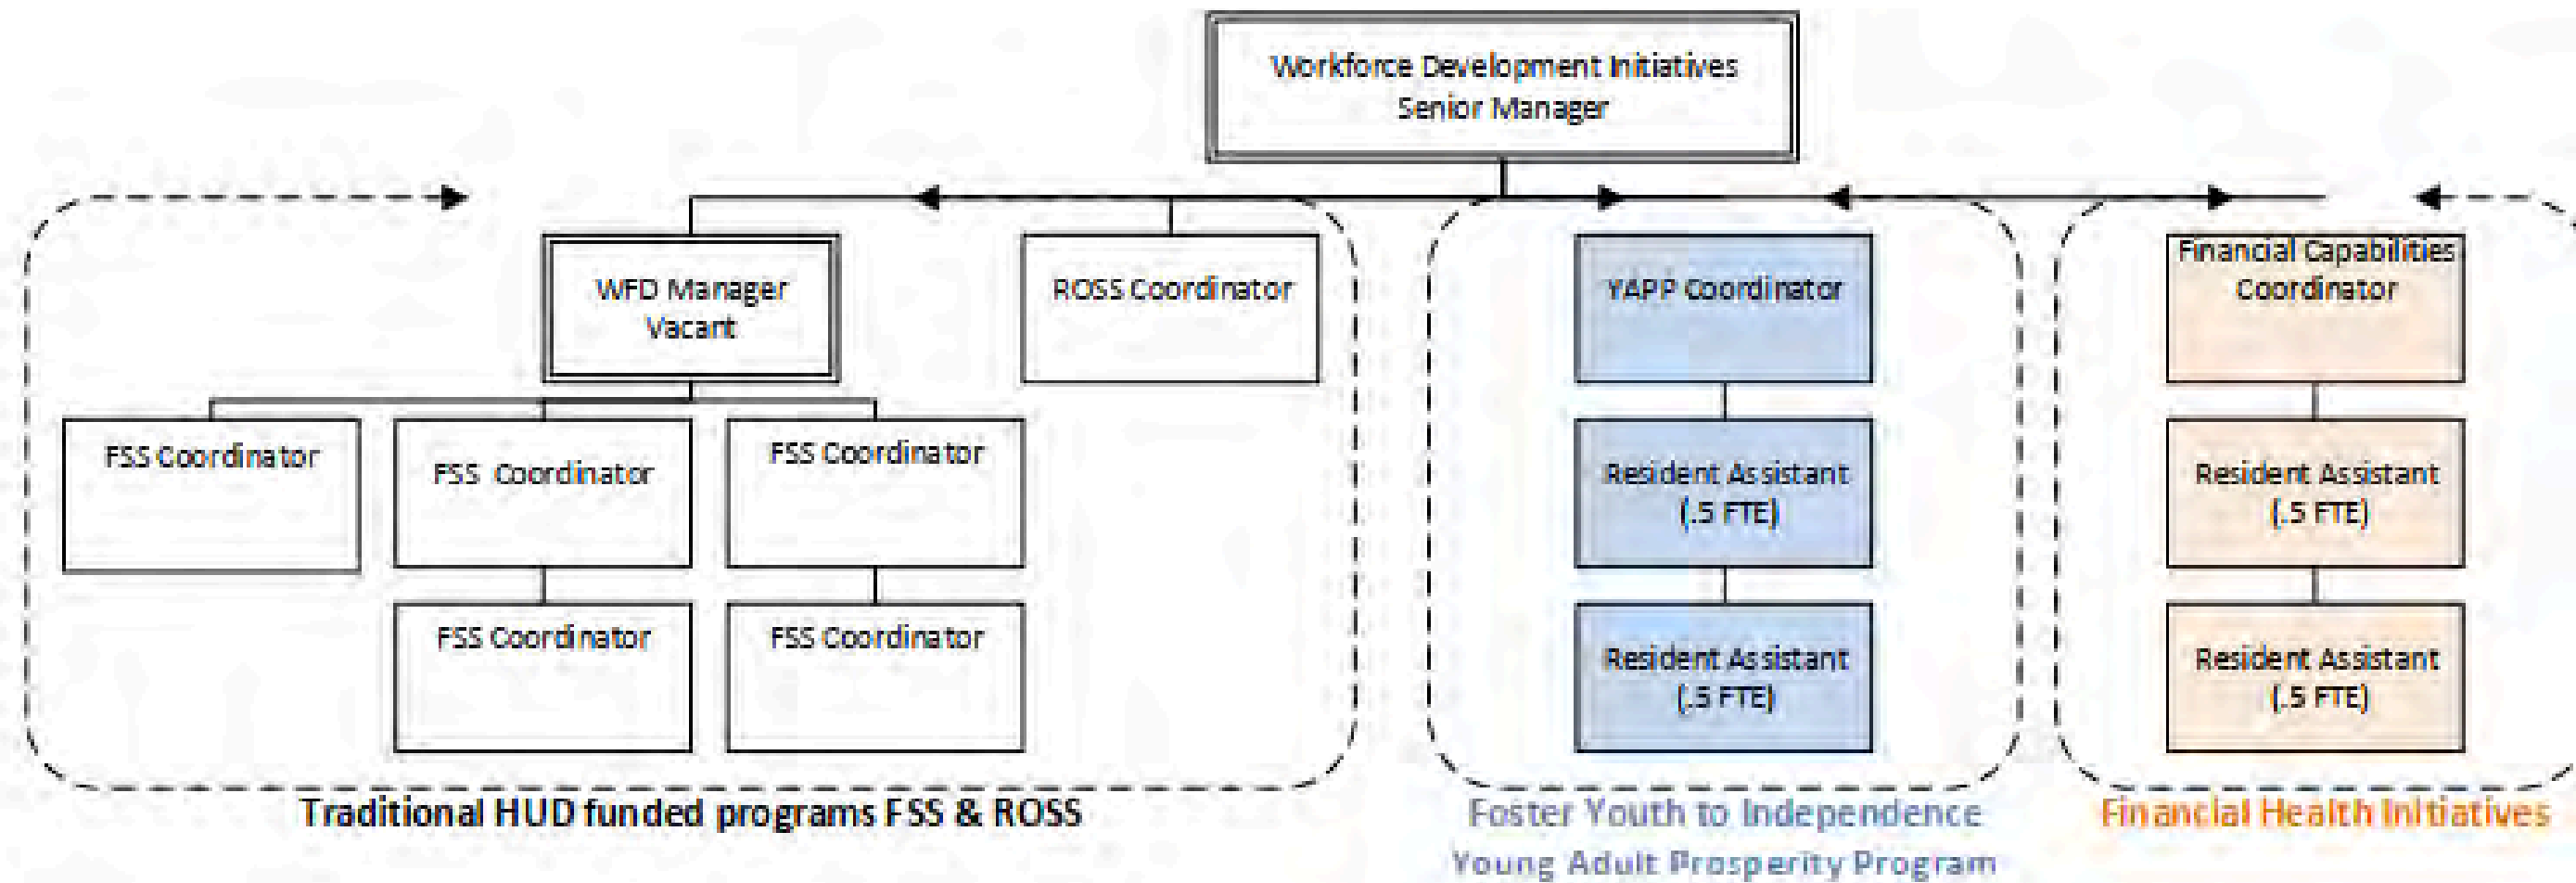 Workforce Development Initiatives
Senior Manager
WFD Manager
Vacant
ROSS Coordinator
YAPP Coordinator
Financial Capabilities
Coordinator
FSS Coordinator
FSS Coordinator
FSS Coordinator
Resident Assistant
(.5 FTE)
Resident Assistant
(.5 FTE)
FSS Coordinator
FSS Coordinator
Resident Assistant
(.5 FTE)
Resident Assistant
(.5 FTE)
Traditional HUD funded programs FSS & ROSS
Foster Youth to Independence
Young Adult Prosperity Program
Financial Health Initiatives